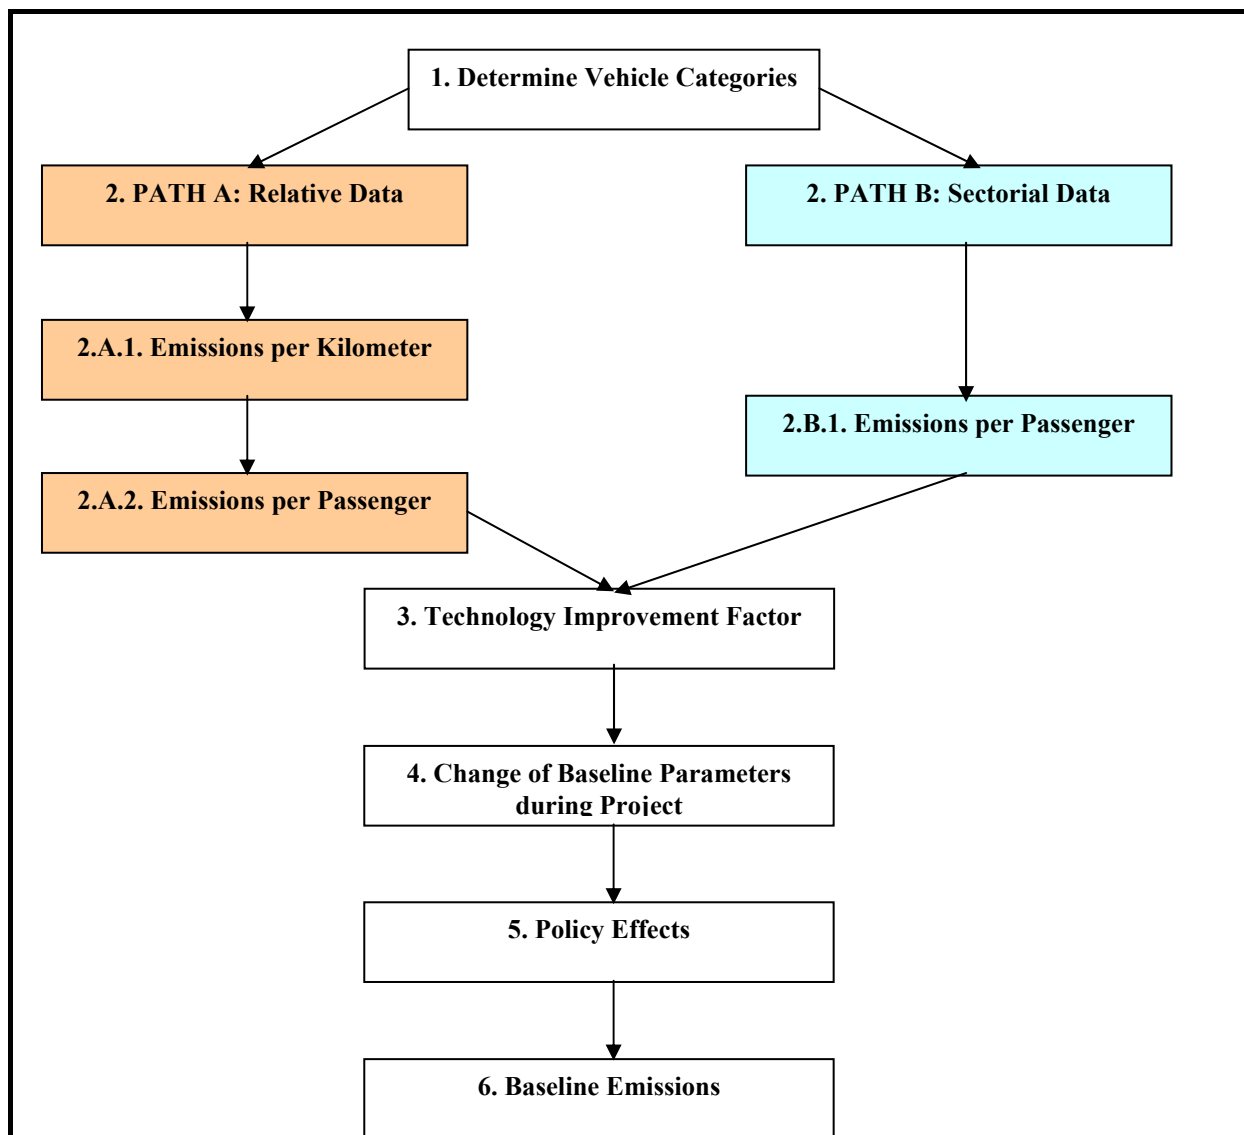 1. Determine Vehicle Categories
2. PATH A: Relative Data
2. PATH B: Sectorial Data
2.A.1. Emissions per Kilometer
2.B.1. Emissions per Passenger
2.A.2. Emissions per Passenger
3. Technology Improvement Factor
4. Change of Baseline Parameters
during Project
5. Policy Effects
6. Baseline Emissions